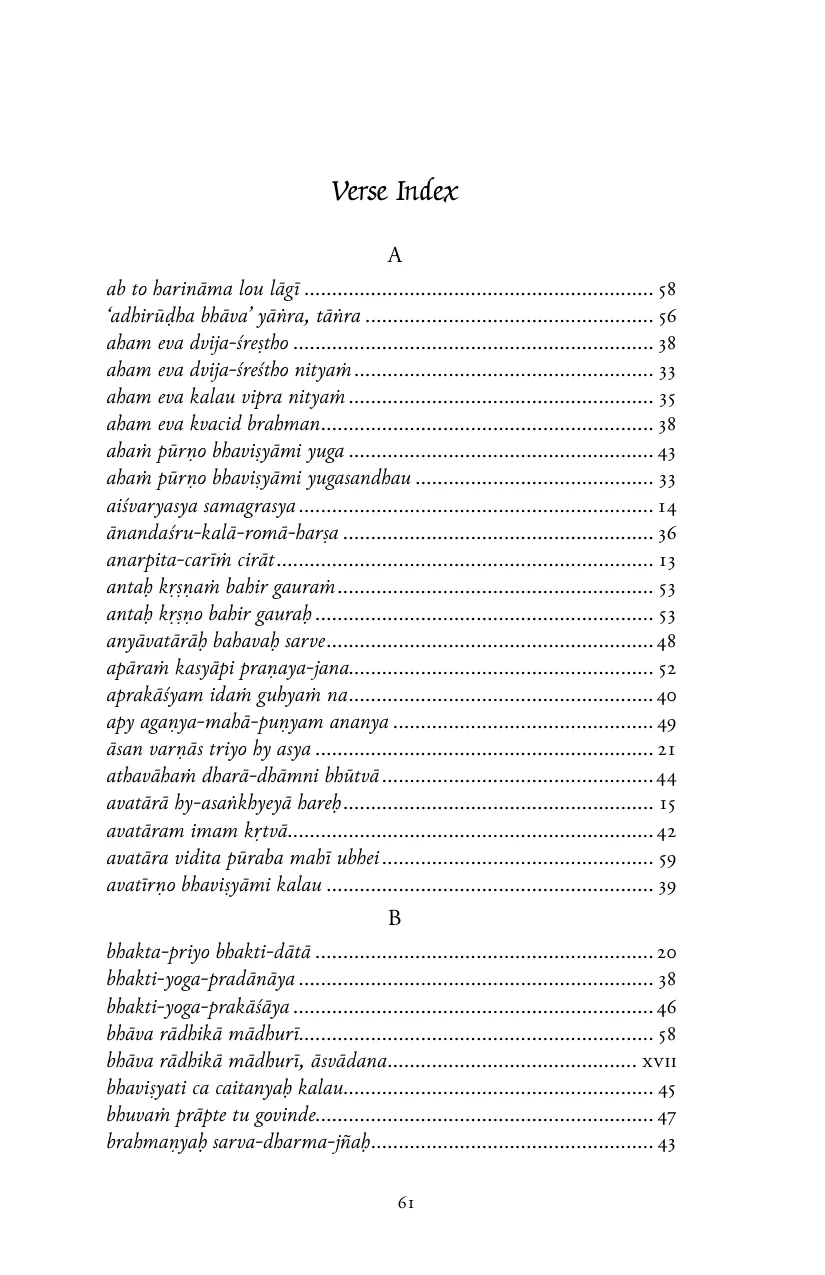 Verse Index
A
ab to harināma lou lāgī ................................................................ 58
‘adhirūḍha bhāva’ yāṅra, tāṅra ..................................................... 56
aham eva dvija-śreṣtho .................................................................. 38
aham eva dvija-śreśtho nityaṁ ....................................................... 33
aham eva kalau vipra nityaṁ ........................................................ 35
aham eva kvacid brahman............................................................. 38
ahaṁ pūrṇo bhaviṣyāmi yuga ........................................................ 43
ahaṁ pūrṇo bhaviṣyāmi yugasandhau ............................................ 33
aiśvaryasya samagrasya ................................................................. 14
ānandaśru-kalā-romā-harṣa ......................................................... 36
anarpita-carīṁ cirāt..................................................................... 13
antaḥ kṛṣṇaṁ bahir gauraṁ.......................................................... 53
antaḥ kṛṣṇo bahir gauraḥ .............................................................. 53
anyāvatārāḥ bahavaḥ sarve............................................................ 48
apāraṁ kasyāpi praṇaya-jana........................................................ 52
aprakāśyam idaṁ guhyaṁ na........................................................ 40
apy agaṇya-mahā-puṇyam ananya ................................................ 49
āsan varṇās triyo hy asya .............................................................. 21
athavāhaṁ dharā-dhāmni bhūtvā .................................................. 44
avatārā hy-asaṅkhyeyā hareḥ......................................................... 15
avatāram imam kṛtvā................................................................... 42
avatāra vidita pūraba mahī ubhei .................................................. 59
avatīrṇo bhaviṣyāmi kalau ............................................................ 39
B
bhakta-priyo bhakti-dātā .............................................................. 20
bhakti-yoga-pradānāya ................................................................. 38
bhakti-yoga-prakāśāya .................................................................. 46
bhāva rādhikā mādhurī................................................................. 58
bhāva rādhikā mādhurī, āsvādana.............................................. XVII
bhaviṣyati ca caitanyaḥ kalau......................................................... 45
bhuvaṁ prāpte tu govinde.............................................................. 47
brahmaṇyaḥ sarva-dharma-jñaḥ.................................................... 43
61